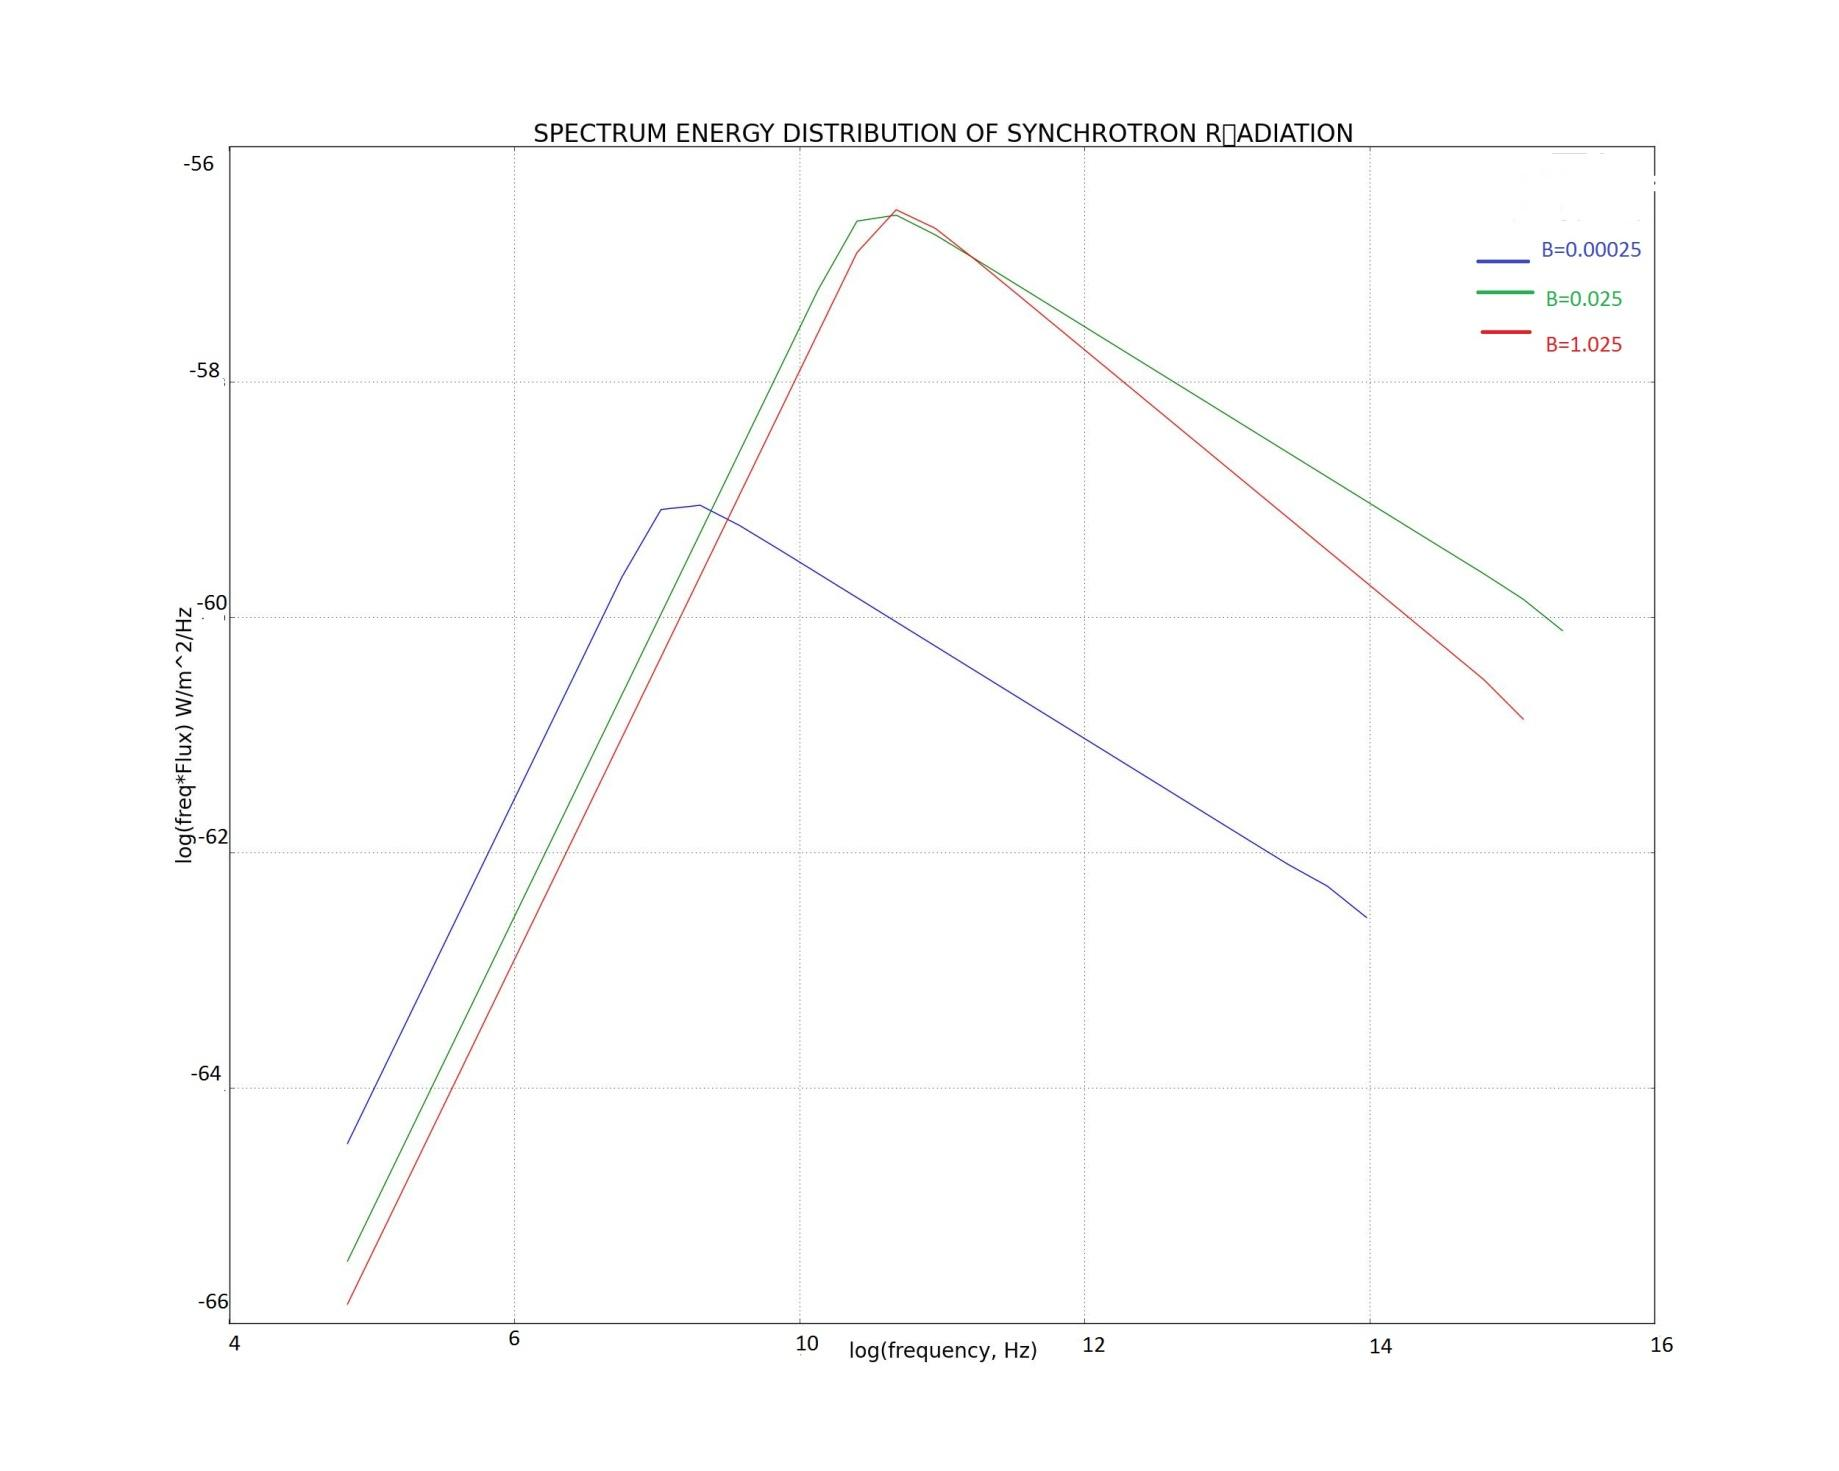 SPECTRUM ENERGY DISTRIBUTION OF SYNCHROTRON R▯ADIATION
-56
B=0.00025
B=0.025
B=1.025
-58
-60
log(freq*Flux) W/m^2/Hz
-62
-64
-66
4 6 10 12 14 16
log(frequency, Hz)